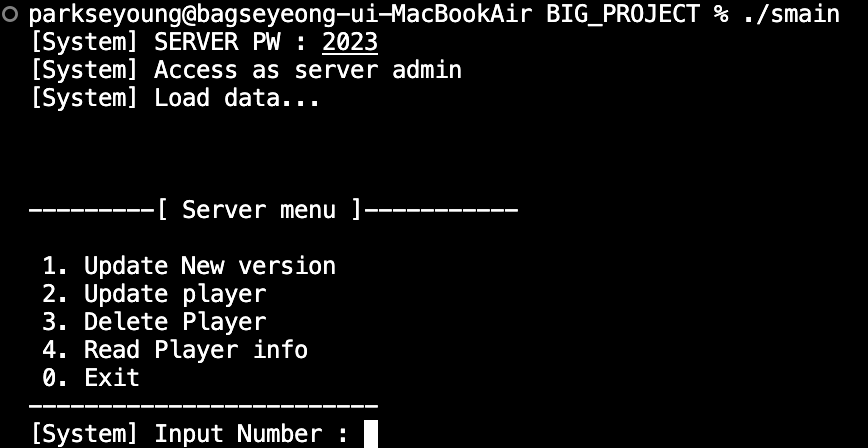 parkseyoung@bagseyeong-ui-MacBookAir BIG_PROJECT % ./smain
[System] SERVER PW : 2023
[System] Access as server admin
[System] Load data...
---------[ Server menu ]-----------
1. Update New version
2. Update player
3. Delete Player
4. Read Player info
0. Exit
-------------------------
[System] Input Number :